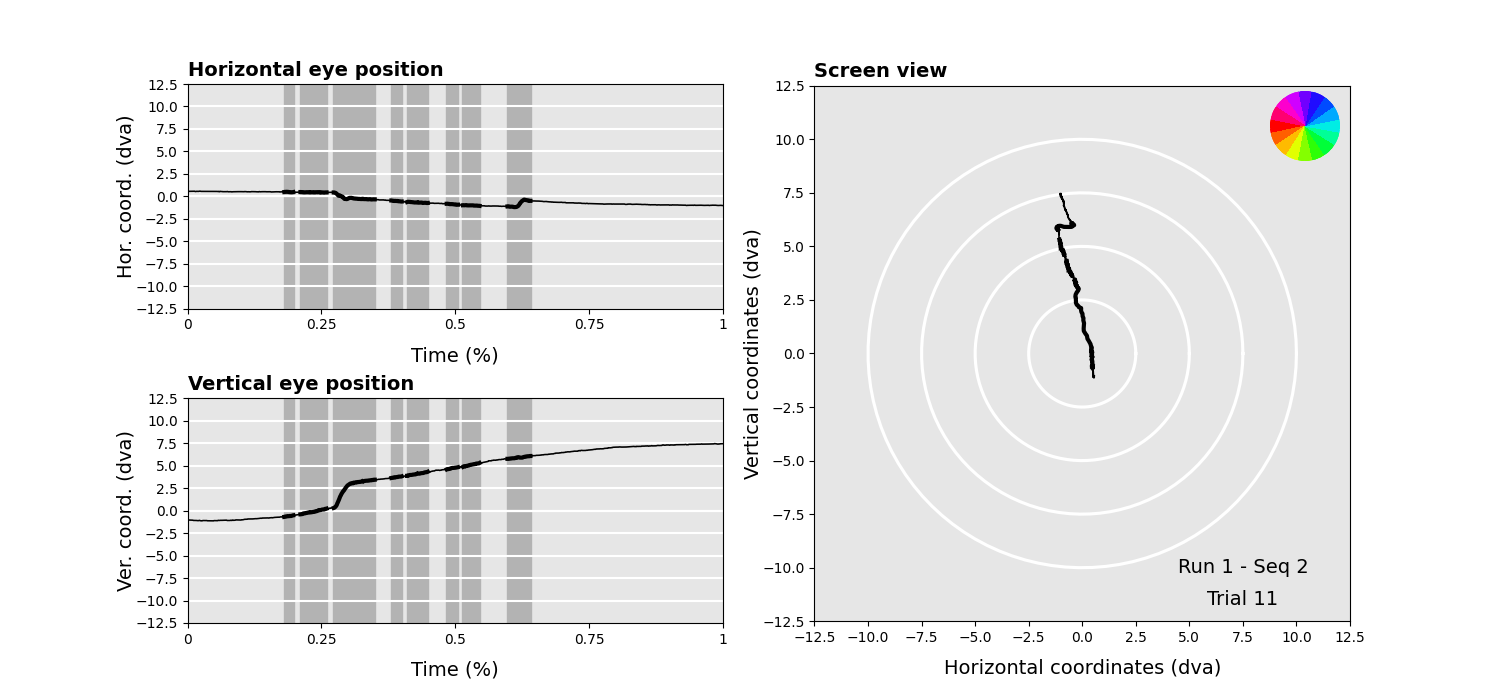 Horizontal eye position
12.5
10.0
7.5
5.0
2.5
0.0
−2.5
−5.0
−7.5
−10.0
−12.5
Hor. coord. (dva)
0 0.25 0.5 0.75 1
Time (%)
Vertical eye position
12.5
10.0
7.5
5.0
2.5
0.0
−2.5
−5.0
−7.5
−10.0
−12.5
Ver. coord. (dva)
0 0.25 0.5 0.75 1
Time (%)
Screen view
12.5
10.0
7.5
5.0
2.5
0.0
−2.5
−5.0
−7.5
−10.0
−12.5
Vertical coordinates (dva)
Run 1 - Seq 2
Trial 11
−12.5 −10.0 −7.5 −5.0 −2.5 0.0 2.5 5.0 7.5 10.0 12.5
Horizontal coordinates (dva)